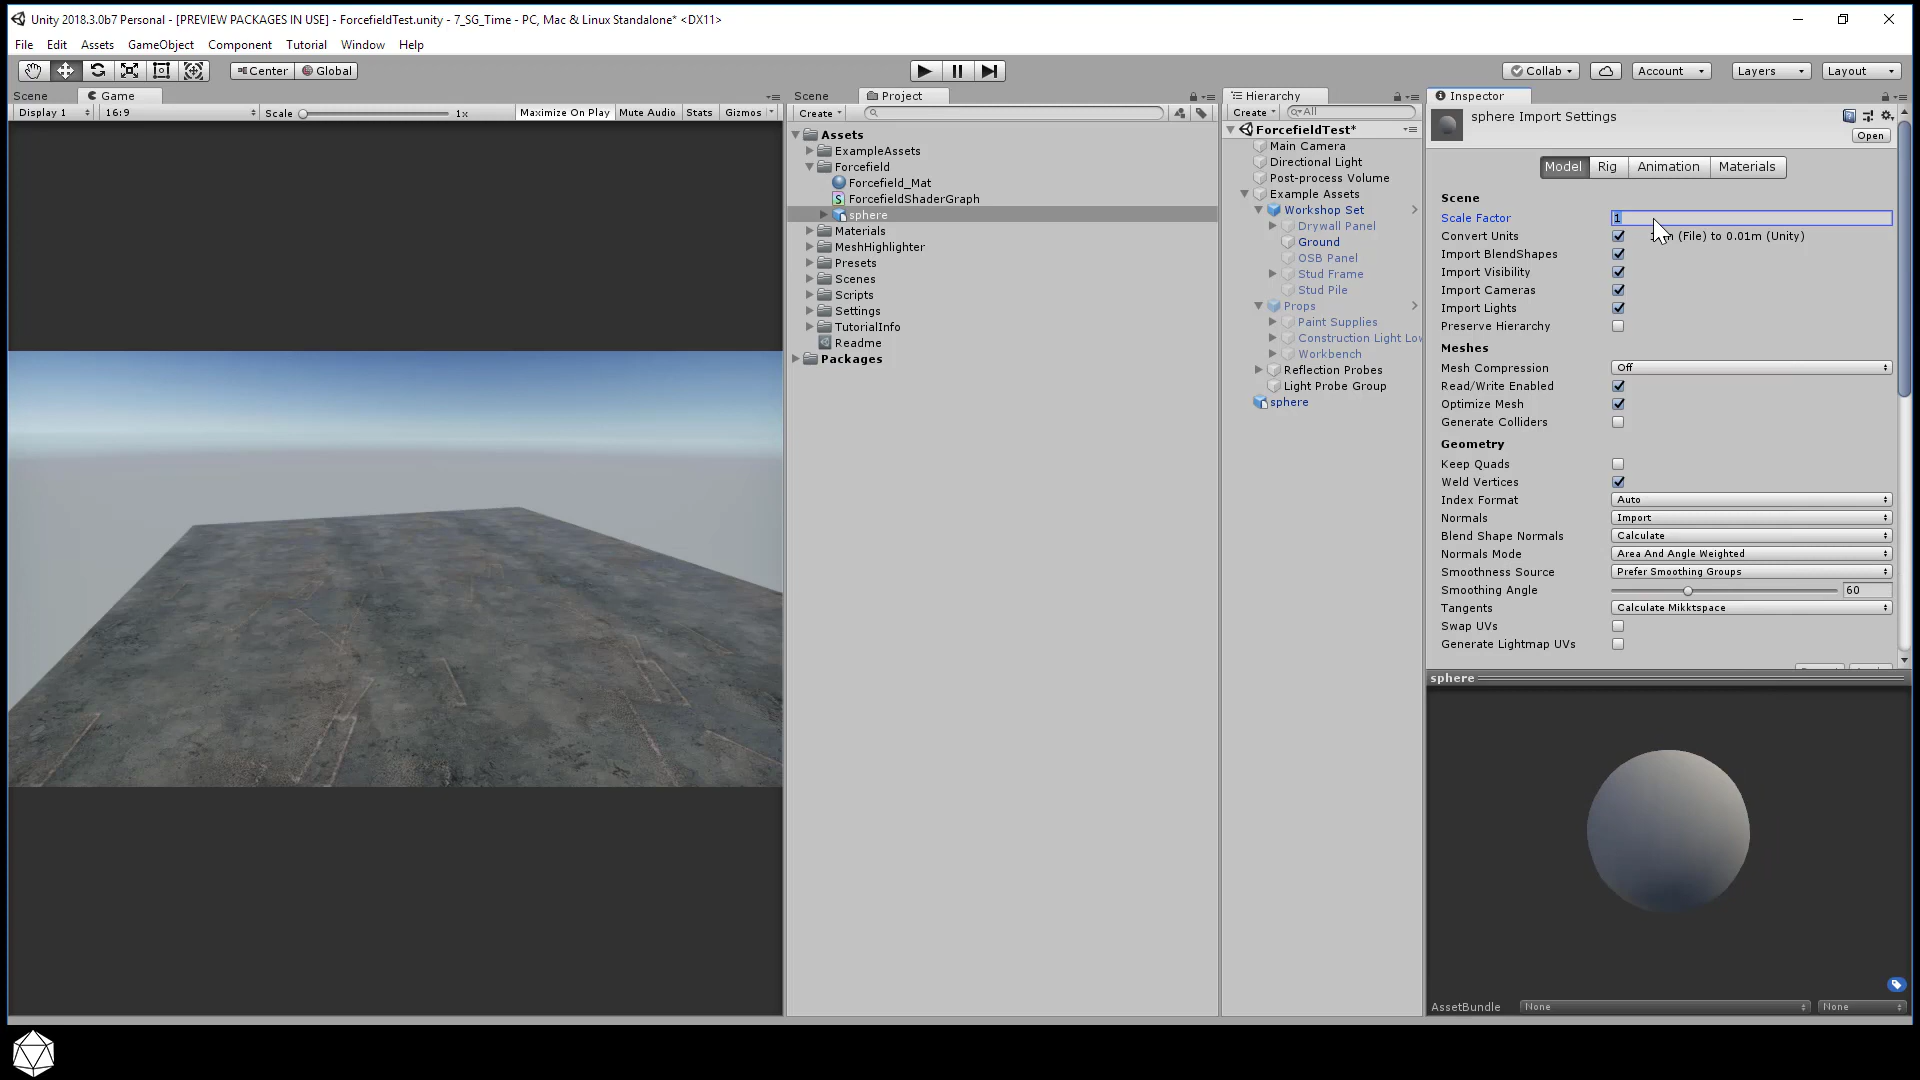 Unity 2018.3.0b7 Personal - [PREVIEW PACKAGES IN USE] - ForcefieldTest.unity - 7_SG_Time - PC, Mac & Linux Standalone* <DX11>
File Edit Assets GameObject Component Tutorial Window Help
Center Global Collab Account Layers Layout
Scene Game
Display 1 16:9 Scale 1x Maximize On Play Mute Audio Stats Gizmos
Scene Project
Create
Assets
ExampleAssets
Forcefield
Forcefield_Mat
ForcefieldShaderGraph
sphere
Materials
MeshHighlighter
Presets
Scenes
Scripts
Settings
TutorialInfo
Readme
Packages
Hierarchy
Create All
ForcefieldTest*
Main Camera
Directional Light
Post-process Volume
Example Assets
Workshop Set
Drywall Panel
Ground
OSB Panel
Stud Frame
Stud Pile
Props
Paint Supplies
Construction Light Lov
Workbench
Reflection Probes
Light Probe Group
sphere
Inspector
sphere Import Settings
Open
Model Rig Animation Materials
Scene
Scale Factor 1
Convert Units (File) to 0.01m (Unity)
Import BlendShapes
Import Visibility
Import Cameras
Import Lights
Preserve Hierarchy
Meshes
Mesh Compression Off
Read/Write Enabled
Optimize Mesh
Generate Colliders
Geometry
Keep Quads
Weld Vertices
Index Format Auto
Normals Import
Blend Shape Normals Calculate
Normals Mode Area And Angle Weighted
Smoothness Source Prefer Smoothing Groups
Smoothing Angle 60
Tangents Calculate Mikktspace
Swap UVs
Generate Lightmap UVs
sphere
AssetBundle None None